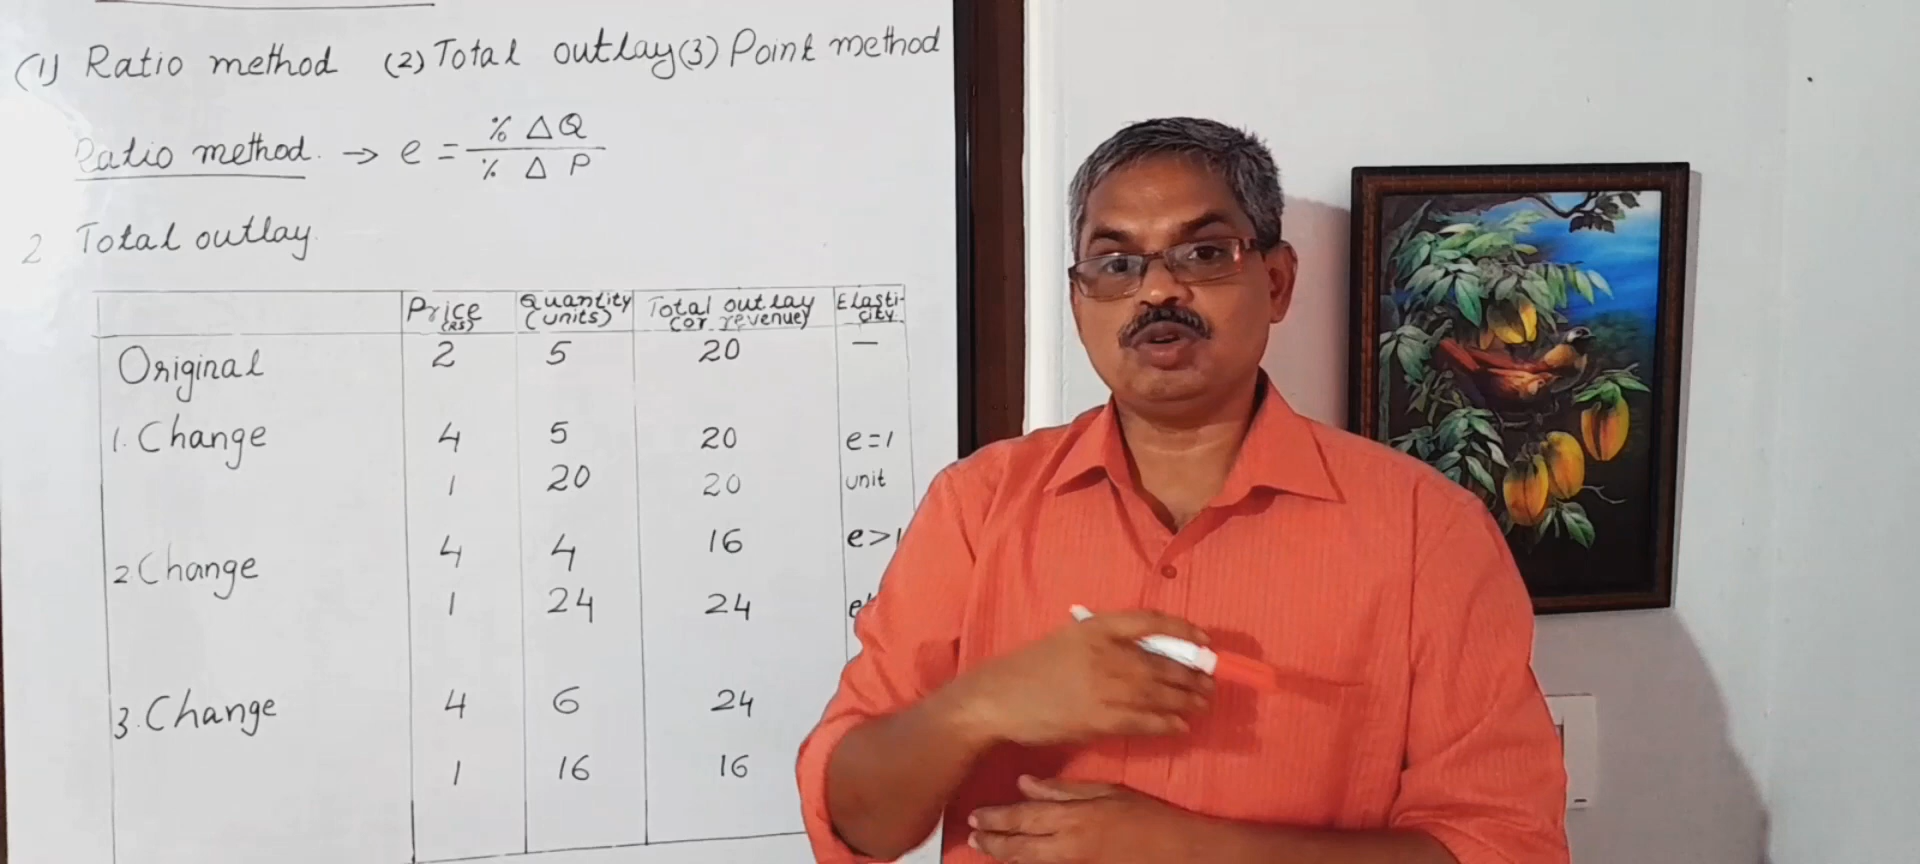 (1) Ratio method (2) Total outlay (3) Point method
Ratio method. → e = % ΔQ / % Δ P
2 Total outlay
Price (RS) Quantity (units) Total outlay (or revenue) Elasticity
Original 2 5 20 —
1. Change 4 5 20 e=1
1 20 20 unit
2. Change 4 4 16 e>1
1 24 24 e
3. Change 4 6 24
1 16 16